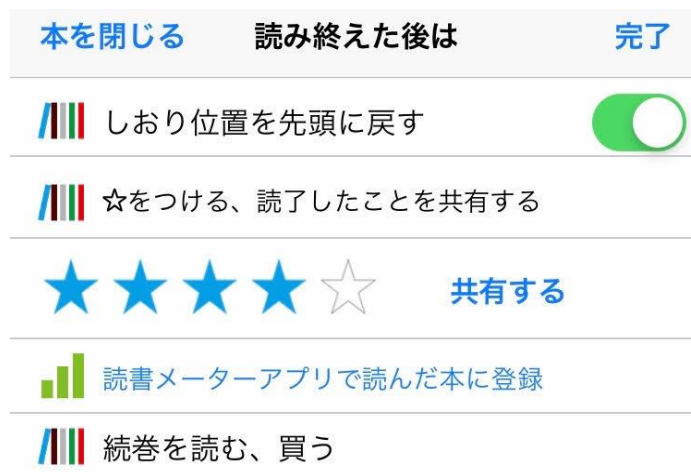 本を閉じる 読み終えた後は 完了
しおり位置を先頭に戻す
☆をつける、読了したことを共有する
共有する
読書メーターアプリで読んだ本に登録
続巻を読む、買う